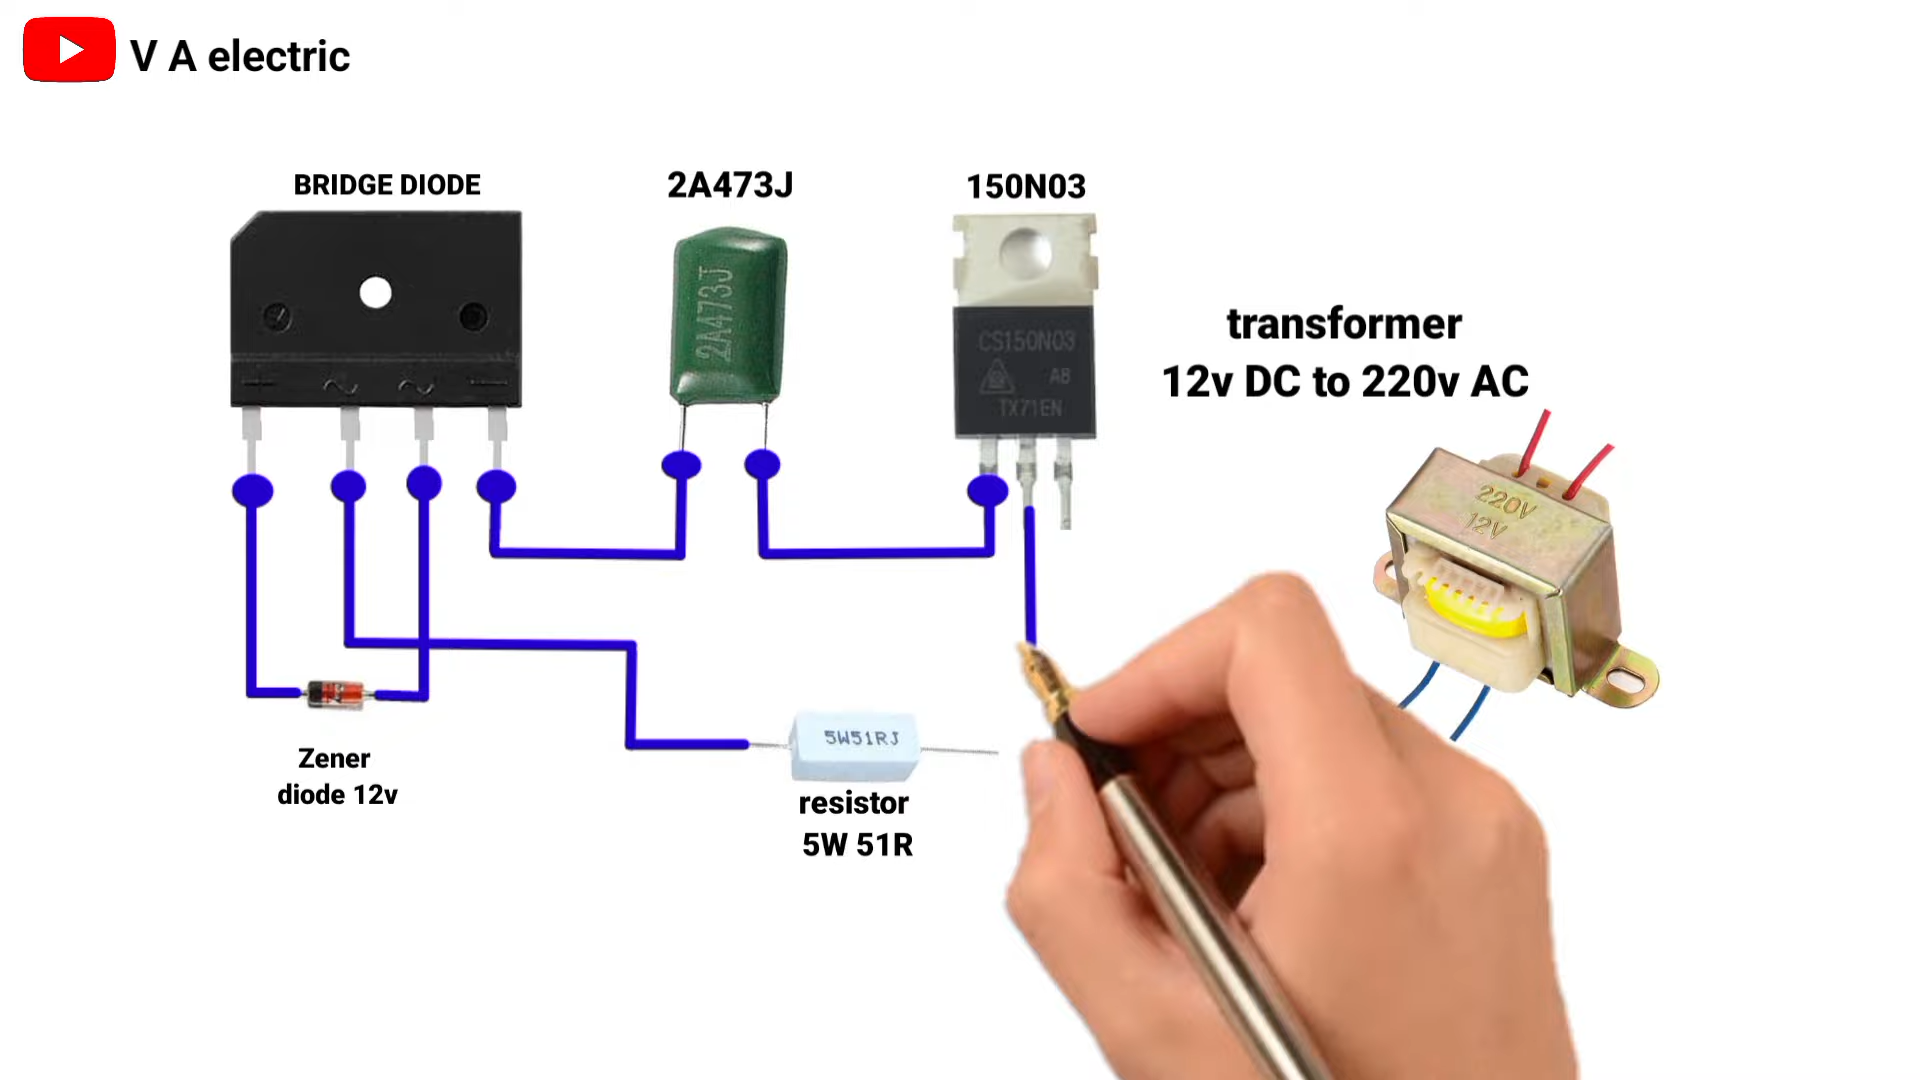 V A electric
BRIDGE DIODE
2A473J
150N03
2A473J
CS150N03
A8
TX71EN
transformer
12v DC to 220v AC
220V
12V
Zener
diode 12v
5W51RJ
resistor
5W 51R